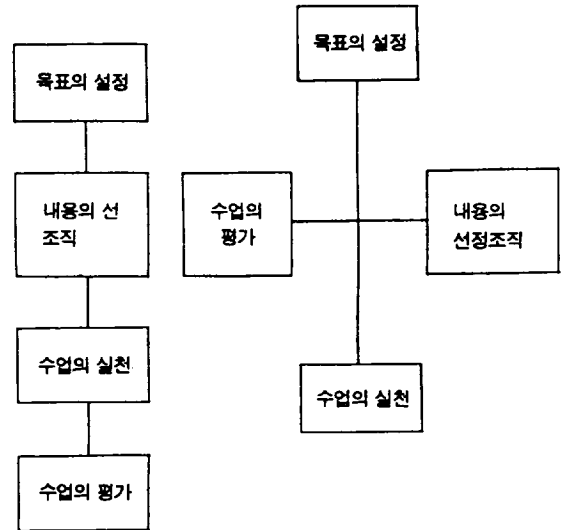 목표의 설정
내용의 선
조직
수업의 실천
수업의 평가
목표의 설정
수업의
평가
내용의
선정조직
수업의 실천